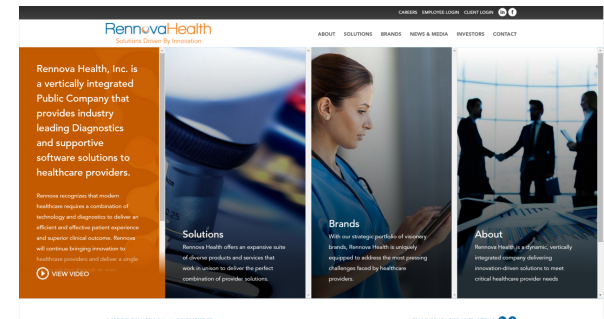 CAREERS EMPLOYEE LOGIN CLIENT LOGIN in f
RennovaHealth
Solutions Driven By Innovation
ABOUT SOLUTIONS BRANDS NEWS & MEDIA INVESTORS CONTACT
Rennova Health, Inc. is
a vertically integrated
Public Company that
provides industry
leading Diagnostics
and supportive
software solutions to
healthcare providers.
Rennova recognizes that modern
healthcare requires a combination of
technology and diagnostics to deliver an
efficient and effective patient experience
and superior clinical outcome. Rennova
will continue bringing innovation to
healthcare providers and deliver a single
VIEW VIDEO
Solutions
Rennova Health offers an expansive suite
of diverse products and services that
work in unison to deliver the perfect
combination of provider solutions.
Brands
With our strategic portfolio of visionary
brands, Rennova Health is uniquely
equipped to address the most pressing
challenges faced by healthcare
providers.
About
Rennova Health is a dynamic, vertically
integrated company delivering
innovation-driven solutions to meet
critical healthcare provider needs